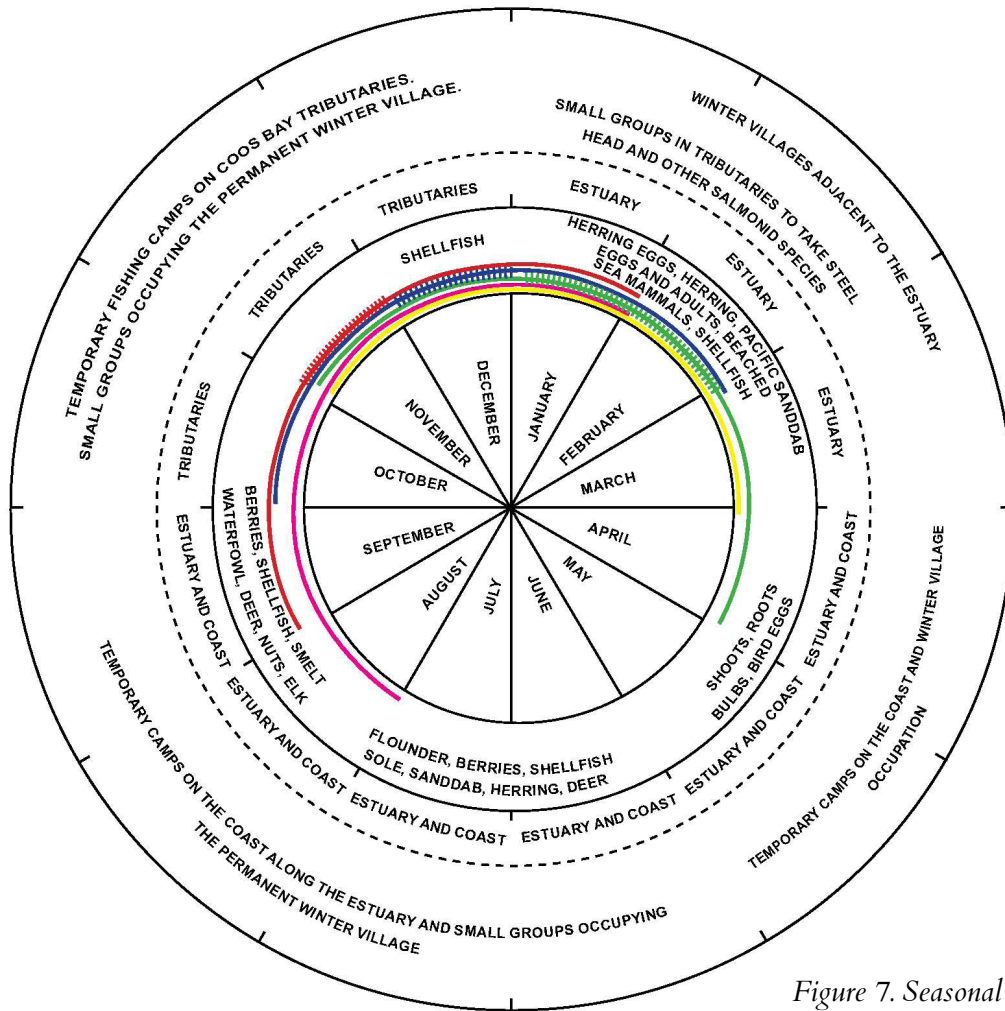 TEMPORARY FISHING CAMPS ON COOS BAY TRIBUTARIES.
SMALL GROUPS OCCUPYING THE PERMANENT WINTER VILLAGE.
WINTER VILLAGES ADJACENT TO THE ESTUARY
SMALL GROUPS IN TRIBUTARIES TO TAKE STEEL
HEAD AND OTHER SALMONID SPECIES
TEMPORARY CAMPS ON THE COAST AND WINTER VILLAGE
OCCUPATION
TEMPORARY CAMPS ON THE COAST ALONG THE ESTUARY AND SMALL GROUPS OCCUPYING
THE PERMANENT WINTER VILLAGE
TRIBUTARIES
TRIBUTARIES
TRIBUTARIES
ESTUARY
ESTUARY
ESTUARY
ESTUARY AND COAST
ESTUARY AND COAST
ESTUARY AND COAST
ESTUARY AND COAST
ESTUARY AND COAST
ESTUARY AND COAST
SHELLFISH
HERRING EGGS, HERRING, PACIFIC SANDDAB
EGGS AND ADULTS, BEACHED
SEA MAMMALS, SHELLFISH
SHOOTS, ROOTS
BULBS, BIRD EGGS
FLOUNDER, BERRIES, SHELLFISH
SOLE, SANDDAB, HERRING, DEER
BERRIES, SHELLFISH, SMELT
WATERFOWL, DEER, NUTS, ELK
JANUARY
FEBRUARY
MARCH
APRIL
MAY
JUNE
JULY
AUGUST
SEPTEMBER
OCTOBER
NOVEMBER
DECEMBER
Figure 7. Seasonal